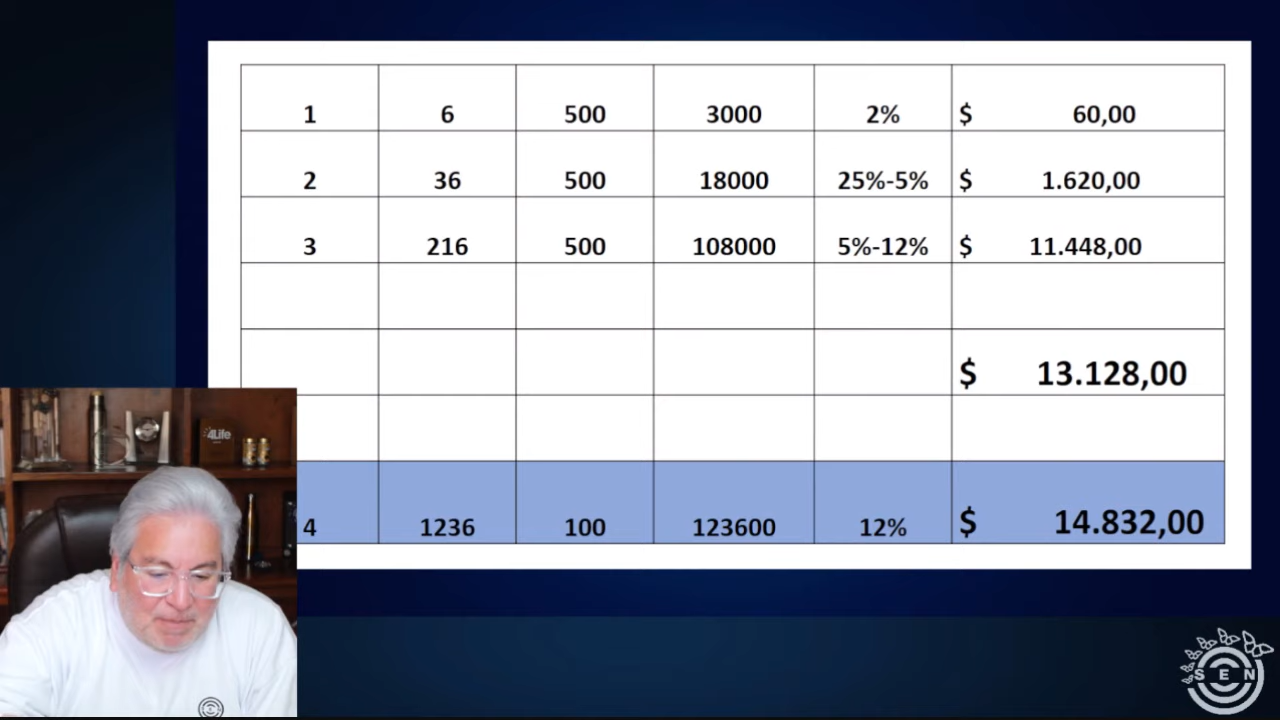 1 6 500 3000 2% $ 60,00
2 36 500 18000 25%-5% $ 1.620,00
3 216 500 108000 5%-12% $ 11.448,00
$ 13.128,00
4 1236 100 123600 12% $ 14.832,00
4Life
SEN